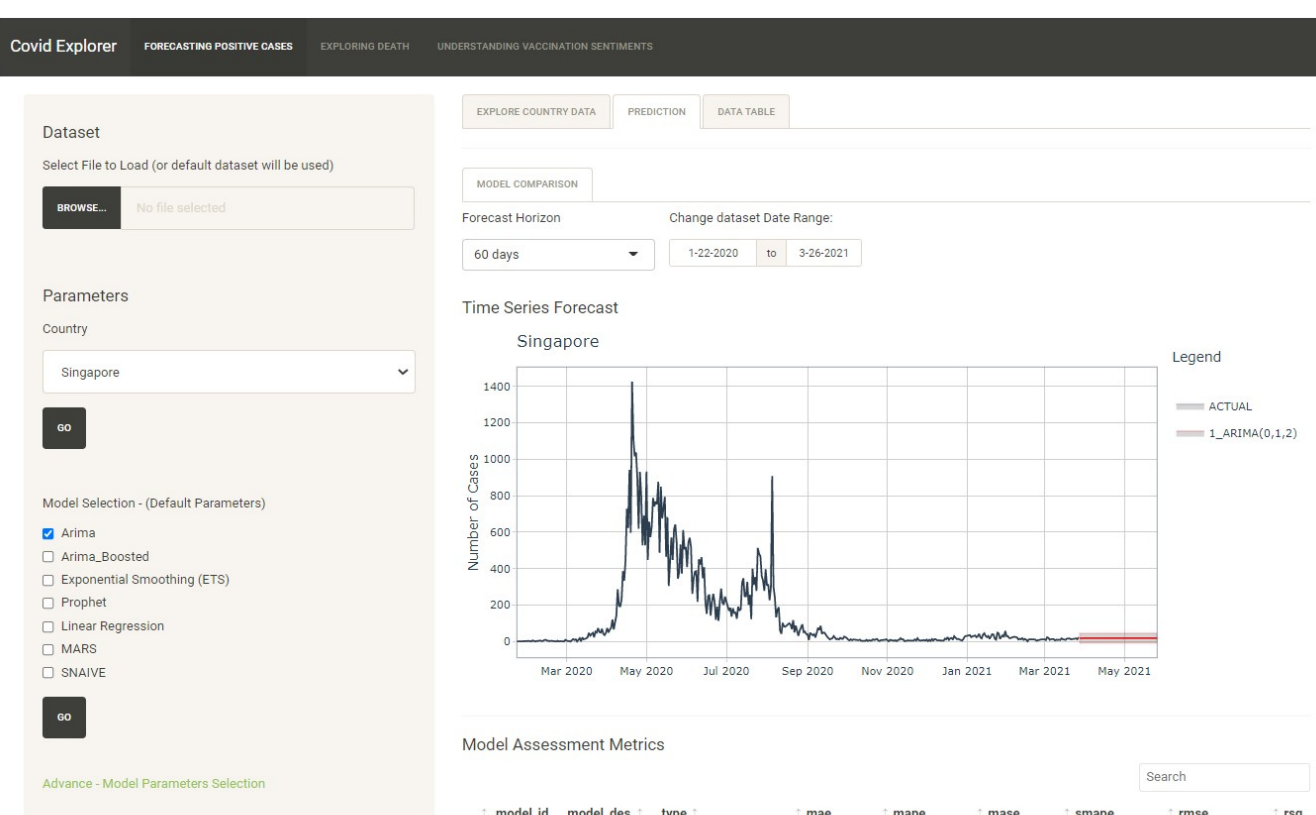 Covid Explorer FORECASTING POSITIVE CASES EXPLORING DEATH UNDERSTANDING VACCINATION SENTIMENTS
Dataset
Select File to Load (or default dataset will be used)
BROWSE... No file selected
Parameters
Country
Singapore
GO
Model Selection - (Default Parameters)
Arima
Arima_Boosted
Exponential Smoothing (ETS)
Prophet
Linear Regression
MARS
SNAIVE
GO
Advance - Model Parameters Selection
EXPLORE COUNTRY DATA PREDICTION DATA TABLE
MODEL COMPARISON
Forecast Horizon Change dataset Date Range:
60 days 1-22-2020 to 3-26-2021
Time Series Forecast
Singapore
Legend
ACTUAL
1_ARIMA(0,1,2)
Number of Cases
1400
1200
1000
800
600
400
200
0
Mar 2020 May 2020 Jul 2020 Sep 2020 Nov 2020 Jan 2021 Mar 2021 May 2021
Model Assessment Metrics
Search
model_id model_des type mae mape mase smape rmse rsq